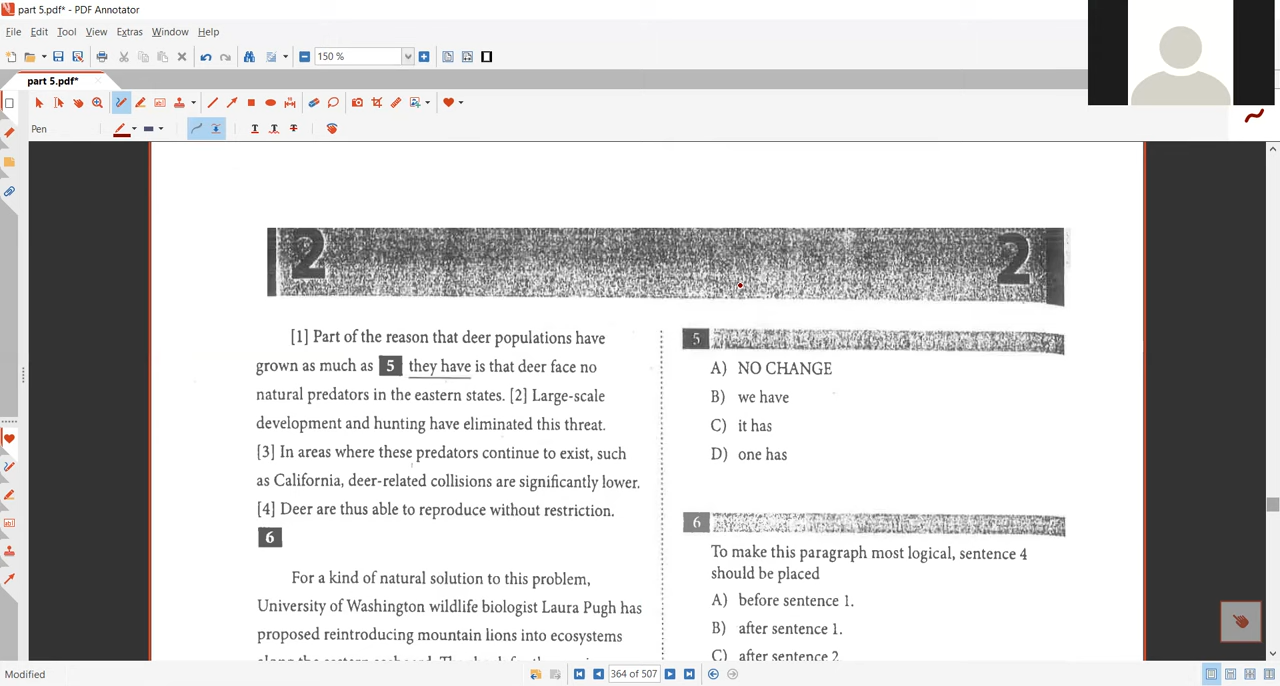 part 5.pdf* - PDF Annotator
File Edit Tool View Extras Window Help
150 %
part 5.pdf*
Pen
2 2
[1] Part of the reason that deer populations have
grown as much as 5 they have is that deer face no
natural predators in the eastern states. [2] Large-scale
development and hunting have eliminated this threat.
[3] In areas where these predators continue to exist, such
as California, deer-related collisions are significantly lower.
[4] Deer are thus able to reproduce without restriction.
6
For a kind of natural solution to this problem,
University of Washington wildlife biologist Laura Pugh has
proposed reintroducing mountain lions into ecosystems
5
A) NO CHANGE
B) we have
C) it has
D) one has
6
To make this paragraph most logical, sentence 4
should be placed
A) before sentence 1.
B) after sentence 1.
C) after sentence 2.
Modified
364 of 507